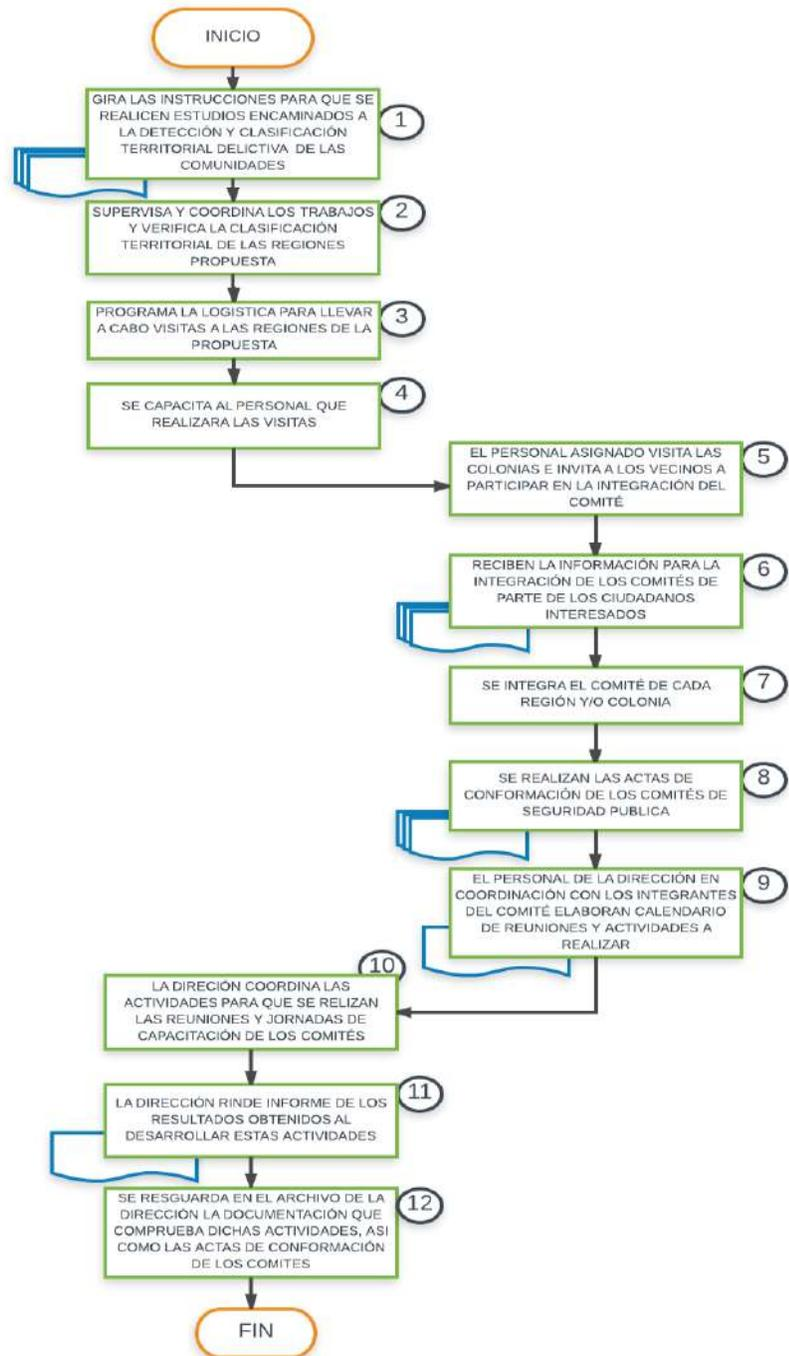 INICIO
GIRA LAS INSTRUCCIONES PARA QUE SE
REALICEN ESTUDIOS ENCAMINADOS A
LA DETECCIÓN Y CLASIFICACIÓN
TERRITORIAL DELICTIVA DE LAS
COMUNIDADES
1
SUPERVISA Y COORDINA LOS TRABAJOS
Y VERIFICA LA CLASIFICACIÓN
TERRITORIAL DE LAS REGIONES
PROPUESTA
2
PROGRAMA LA LOGISTICA PARA LLEVAR
A CABO VISITAS A LAS REGIONES DE LA
PROPUESTA
3
SE CAPACITA AL PERSONAL QUE
REALIZARA LAS VISITAS
4
EL PERSONAL ASIGNADO VISITA LAS
COLONIAS E INVITA A LOS VECINOS A
PARTICIPAR EN LA INTEGRACIÓN DEL
COMITÉ
5
RECIBEN LA INFORMACIÓN PARA LA
INTEGRACIÓN DE LOS COMITÉS DE
PARTE DE LOS CIUDADANOS
INTERESADOS
6
SE INTEGRA EL COMITÉ DE CADA
REGIÓN Y/O COLONIA
7
SE REALIZAN LAS ACTAS DE
CONFORMACIÓN DE LOS COMITÉS DE
SEGURIDAD PUBLICA
8
EL PERSONAL DE LA DIRECCIÓN EN
COORDINACIÓN CON LOS INTEGRANTES
DEL COMITÉ ELABORAN CALENDARIO
DE REUNIONES Y ACTIVIDADES A
REALIZAR
9
LA DIRECIÓN COORDINA LAS
ACTIVIDADES PARA QUE SE RELIZAN
LAS REUNIONES Y JORNADAS DE
CAPACITACIÓN DE LOS COMITÉS
10
LA DIRECCIÓN RINDE INFORME DE LOS
RESULTADOS OBTENIDOS AL
DESARROLLAR ESTAS ACTIVIDADES
11
SE RESGUARDA EN EL ARCHIVO DE LA
DIRECCIÓN LA DOCUMENTACIÓN QUE
COMPRUEBA DICHAS ACTIVIDADES, ASI
COMO LAS ACTAS DE CONFORMACIÓN
DE LOS COMITES
12
FIN